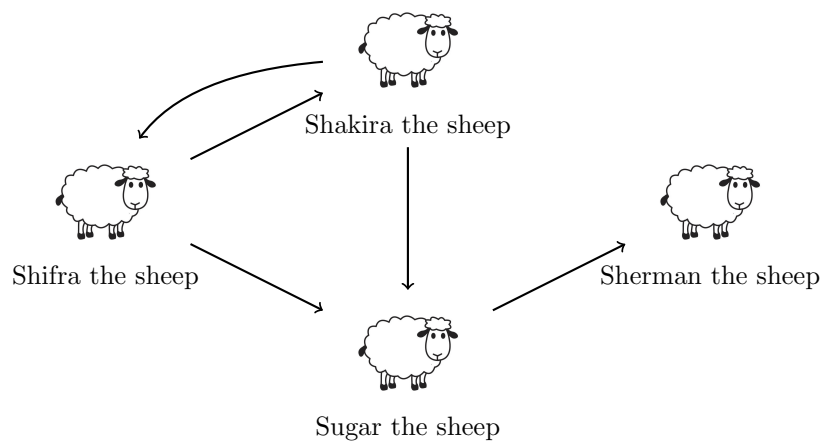 Shakira the sheep
Shifra the sheep
Sherman the sheep
Sugar the sheep